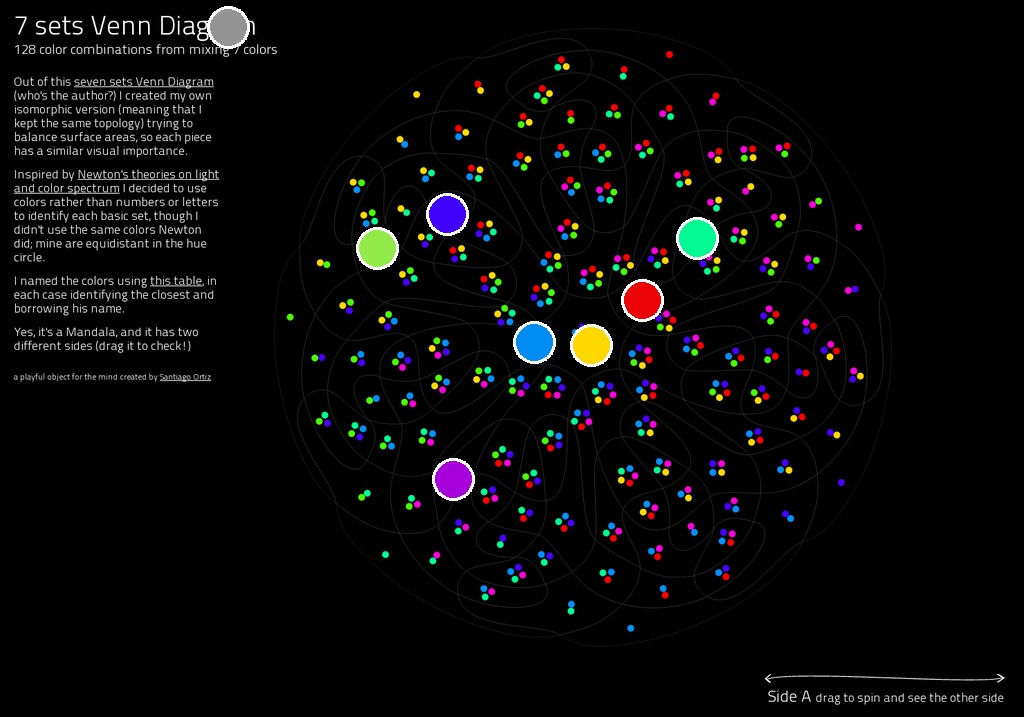 7 sets Venn Diagram
128 color combinations from mixing 7 colors
Out of this seven sets Venn Diagram
(who's the author?) I created my own
isomorphic version (meaning that I
kept the same topology) trying to
balance surface areas, so each piece
has a similar visual importance.
Inspired by Newton's theories on light
and color spectrum I decided to use
colors rather than numbers or letters
to identify each basic set, though I
didn't use the same colors Newton
did; mine are equidistant in the hue
circle.
I named the colors using this table, in
each case identifying the closest and
borrowing his name.
Yes, it's a Mandala, and it has two
different sides (drag it to check!)
a playful object for the mind created by Santiago Ortiz
Side A drag to spin and see the other side